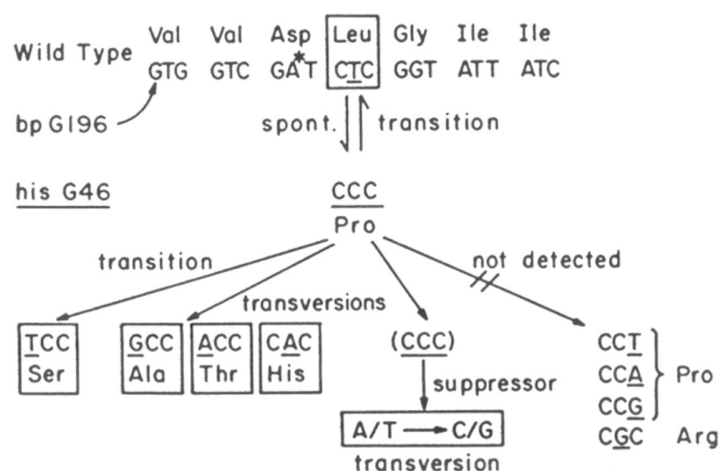 Val Val Asp Leu Gly Ile Ile
Wild Type GTG GTC GA*T CTC GGT ATT ATC
bp G196
spont. transition
his G46 CCC
Pro
transition not detected
transversions
TCC GCC ACC CAC (CCC) CCT
Ser Ala Thr His CCA Pro
suppressor CCG
A/T → C/G CGC Arg
transversion